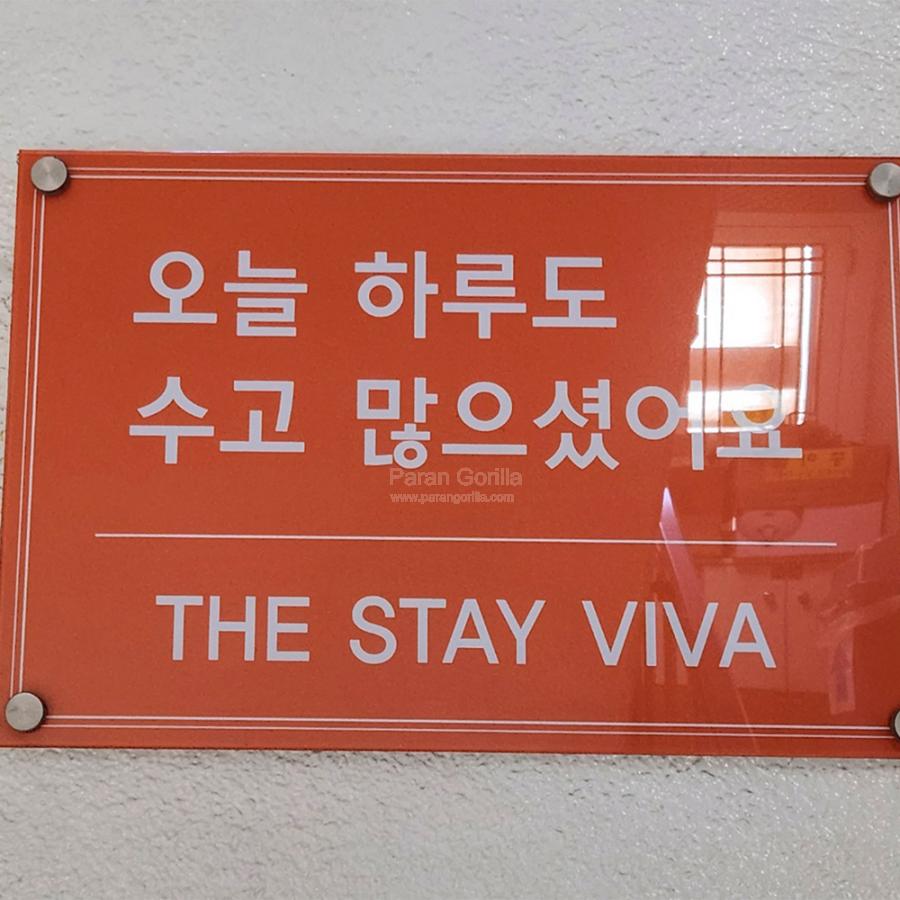 오늘 하루도
수고 많으셨어요
Paran Gorilla
www.parangorilla.com
THE STAY VIVA